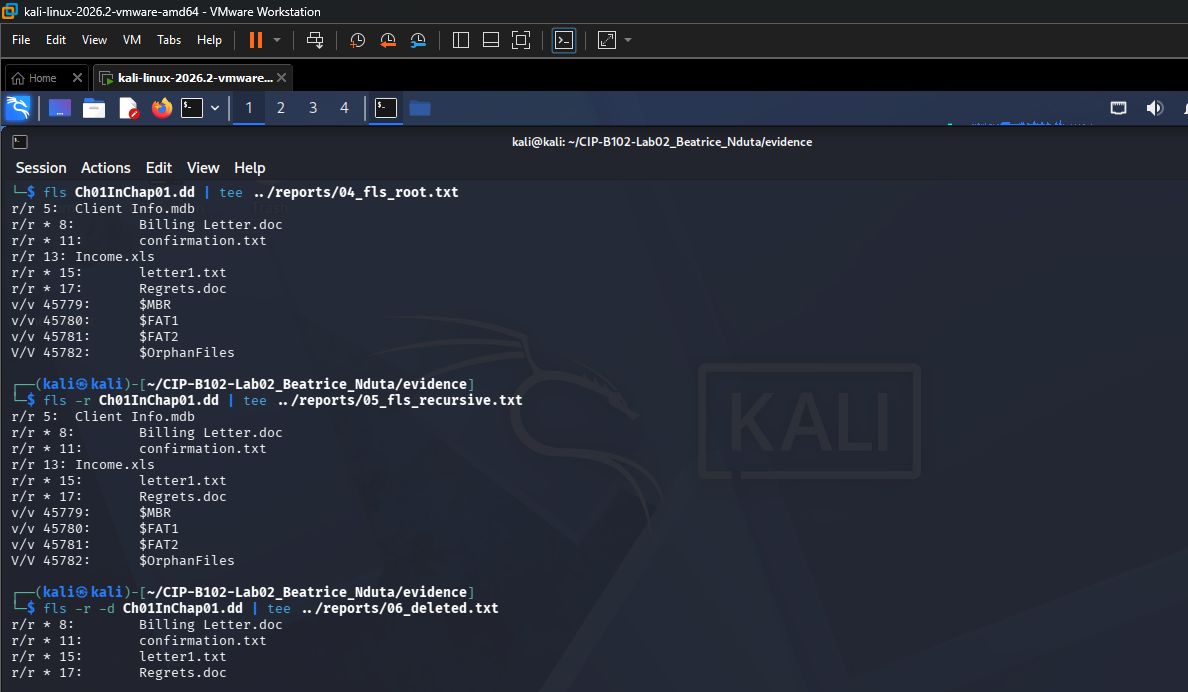 kali-linux-2026.2-vmware-amd64 - VMware Workstation
File Edit View VM Tabs Help
Home kali-linux-2026.2-vmware...
1 2 3 4
kali@kali: ~/CIP-B102-Lab02_Beatrice_Nduta/evidence
Session Actions Edit View Help
└─$ fls Ch01InChap01.dd | tee ../reports/04_fls_root.txt
r/r 5:  Client Info.mdb
r/r * 8:        Billing Letter.doc
r/r * 11:       confirmation.txt
r/r 13: Income.xls
r/r * 15:       letter1.txt
r/r * 17:       Regrets.doc
v/v 45779:      $MBR
v/v 45780:      $FAT1
v/v 45781:      $FAT2
V/V 45782:      $OrphanFiles
┌──(kali㉿kali)-[~/CIP-B102-Lab02_Beatrice_Nduta/evidence]
└─$ fls -r Ch01InChap01.dd | tee ../reports/05_fls_recursive.txt
r/r 5:  Client Info.mdb
r/r * 8:        Billing Letter.doc
r/r * 11:       confirmation.txt
r/r 13: Income.xls
r/r * 15:       letter1.txt
r/r * 17:       Regrets.doc
v/v 45779:      $MBR
v/v 45780:      $FAT1
v/v 45781:      $FAT2
V/V 45782:      $OrphanFiles
KALI
┌──(kali㉿kali)-[~/CIP-B102-Lab02_Beatrice_Nduta/evidence]
└─$ fls -r -d Ch01InChap01.dd | tee ../reports/06_deleted.txt
r/r * 8:        Billing Letter.doc
r/r * 11:       confirmation.txt
r/r * 15:       letter1.txt
r/r * 17:       Regrets.doc